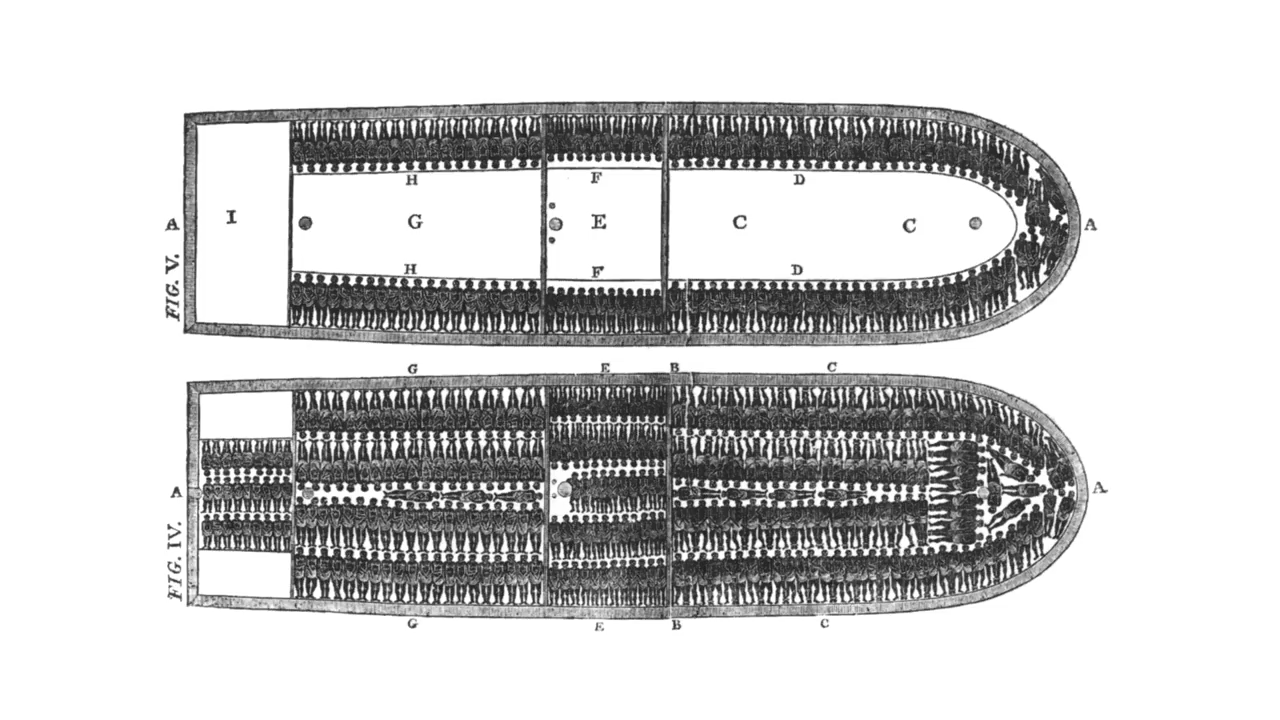 H F D
A I G E C C A
H F D
FIG. V.
G E B C
A A
FIG. IV.
G E B C